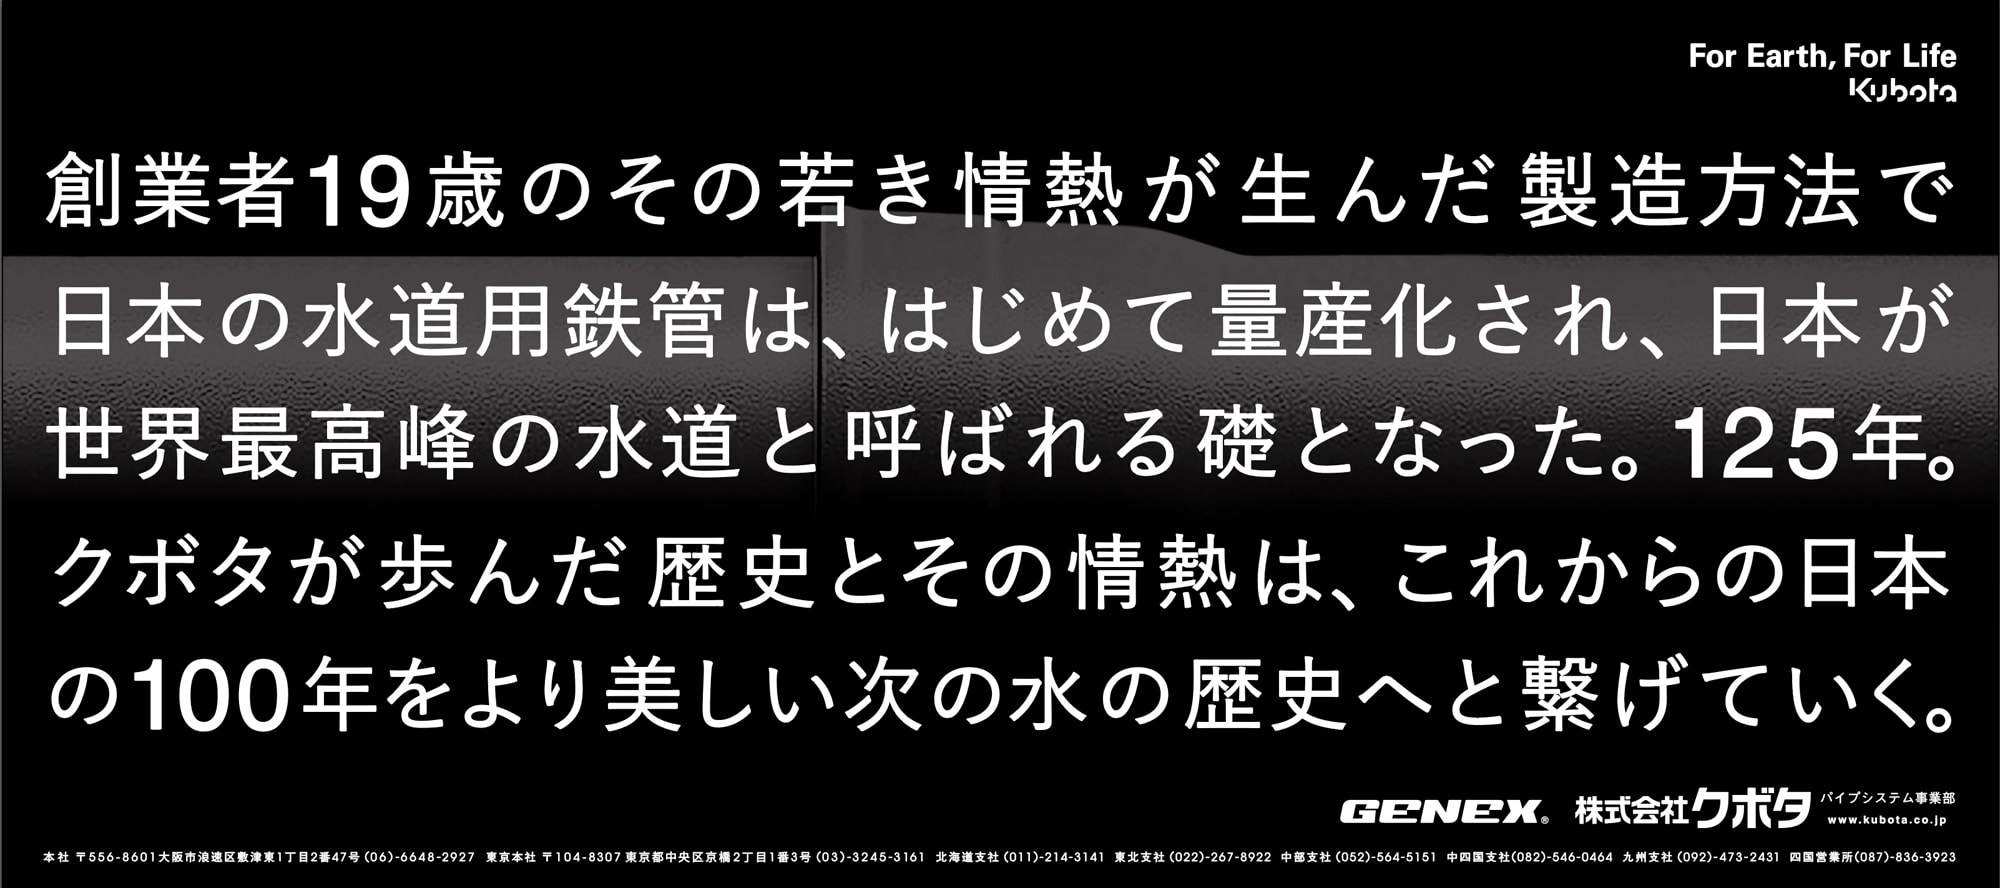 For Earth, For Life
Kubota
創業者19歳のその若き情熱が生んだ製造方法で
日本の水道用鉄管は、はじめて量産化され、日本が
世界最高峰の水道と呼ばれる礎となった。125年。
クボタが歩んだ歴史とその情熱は、これからの日本
の100年をより美しい次の水の歴史へと繋げていく。
GENEX® 株式会社クボタ パイプシステム事業部
www.kubota.co.jp
本社 〒556-8601大阪市浪速区敷津東1丁目2番47号(06)-6648-2927 東京本社 〒104-8307東京都中央区京橋2丁目1番3号(03)-3245-3161 北海道支社(011)-214-3141 東北支社(022)-267-8922 中部支社(052)-564-5151 中四国支社(082)-546-0464 九州支社(092)-473-2431 四国営業所(087)-836-3923